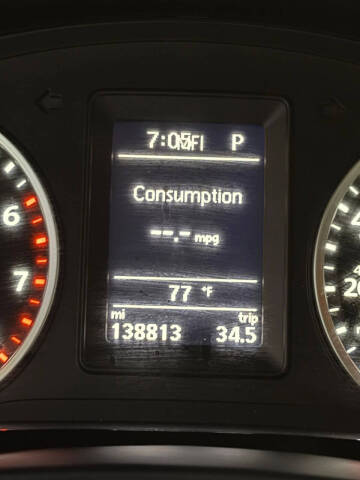 P
Consumption
--.- mpg
77 °F
mi trip
138813 34.5
6
7